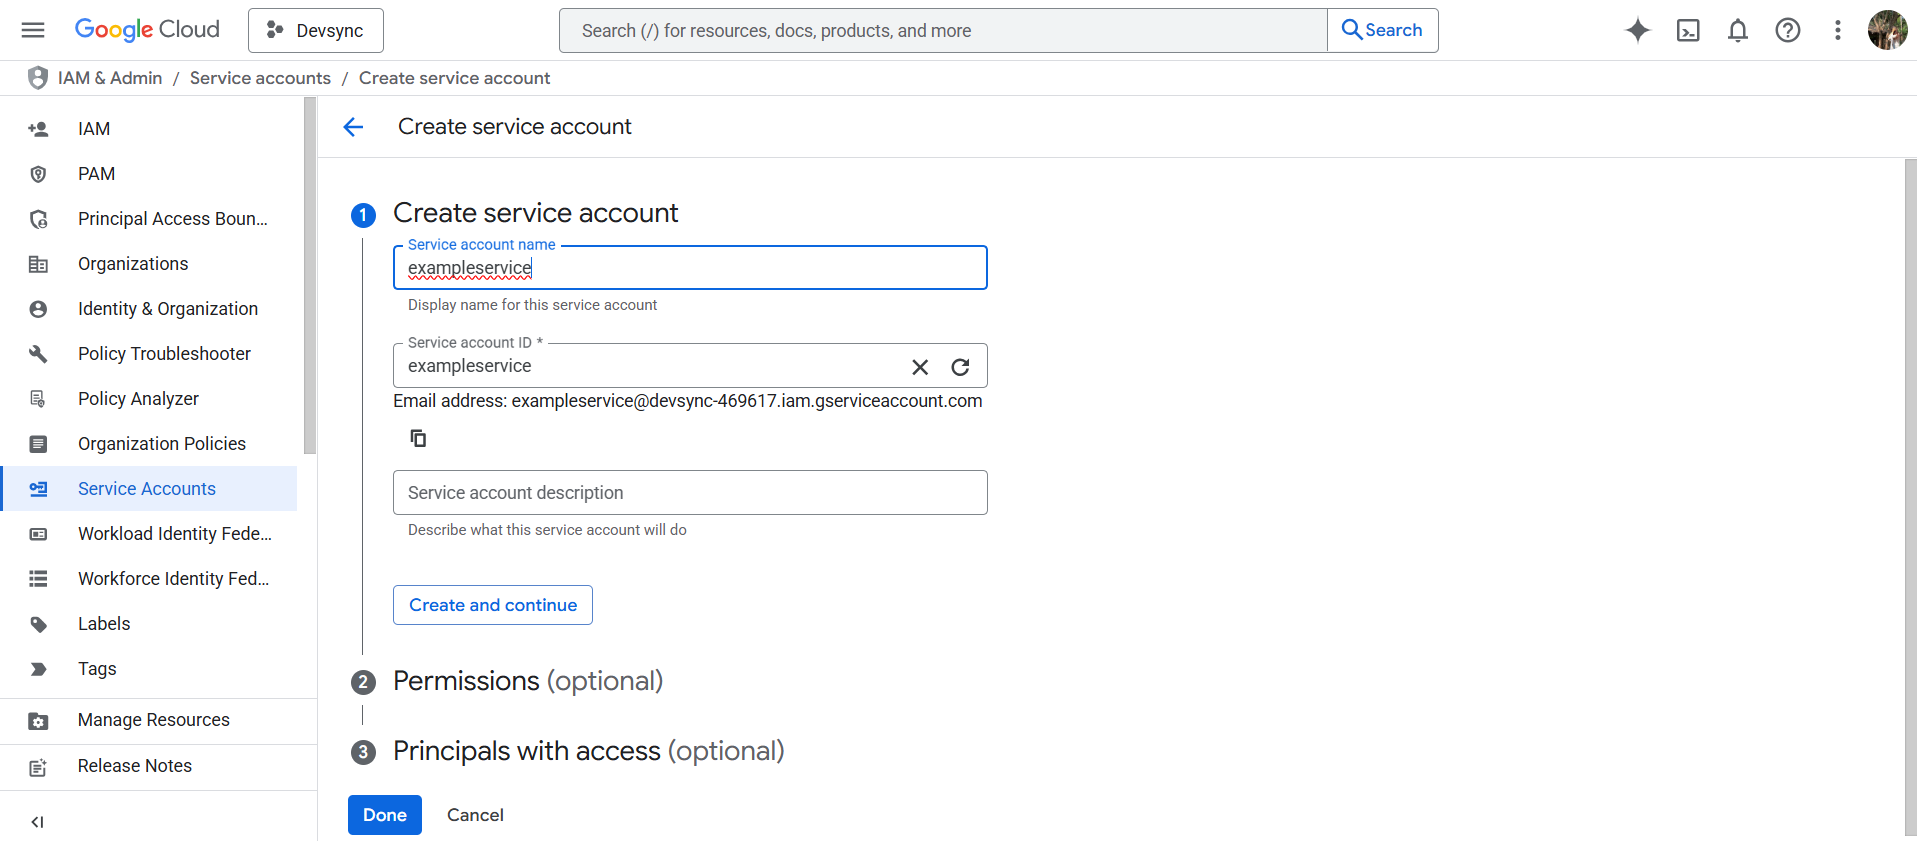 Google Cloud
Devsync
Search (/) for resources, docs, products, and more
Search
IAM & Admin / Service accounts / Create service account
IAM
PAM
Principal Access Boun...
Organizations
Identity & Organization
Policy Troubleshooter
Policy Analyzer
Organization Policies
Service Accounts
Workload Identity Fede...
Workforce Identity Fed...
Labels
Tags
Manage Resources
Release Notes
Create service account
1 Create service account
Service account name
exampleservice
Display name for this service account
Service account ID *
exampleservice
Email address: exampleservice@devsync-469617.iam.gserviceaccount.com
Service account description
Describe what this service account will do
Create and continue
2 Permissions (optional)
3 Principals with access (optional)
Done Cancel